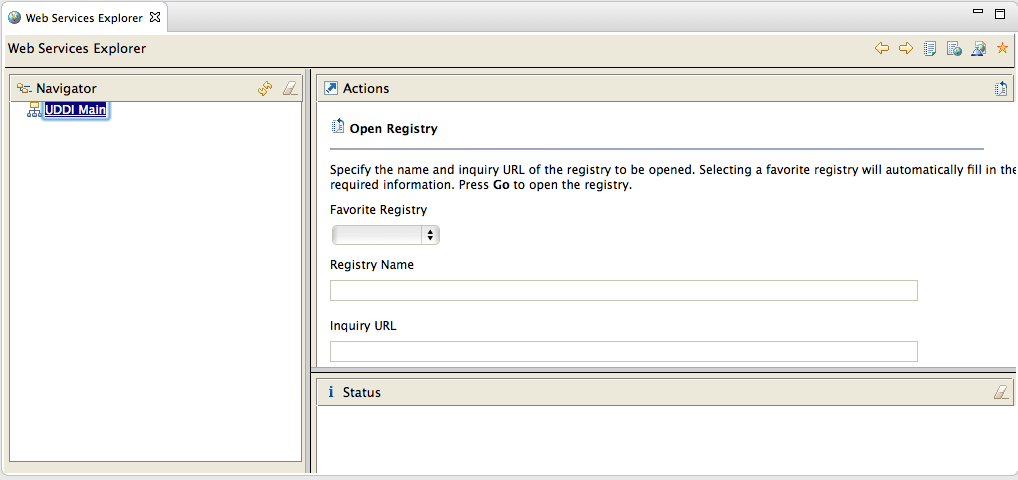 Web Services Explorer
Web Services Explorer
Navigator
UDDI Main
Actions
Open Registry
Specify the name and inquiry URL of the registry to be opened. Selecting a favorite registry will automatically fill in the
required information. Press Go to open the registry.
Favorite Registry
Registry Name
Inquiry URL
i Status